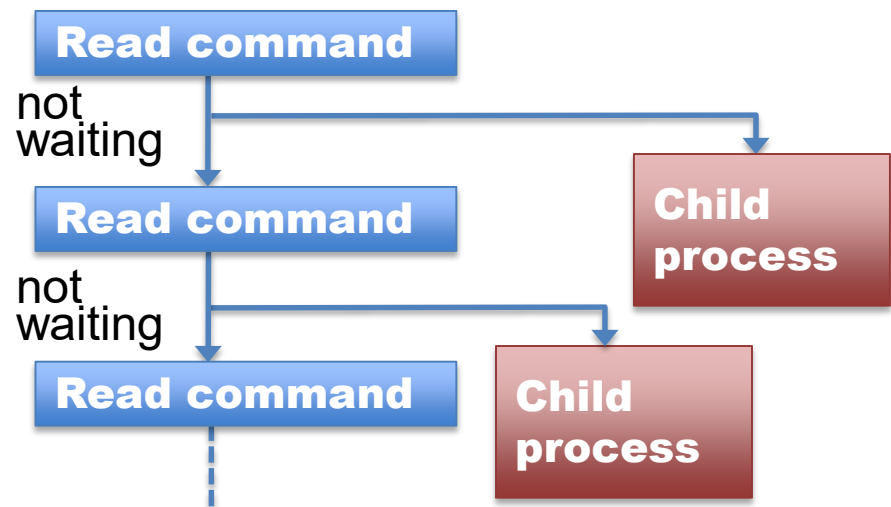 Read command
not
waiting
Child
process
Read command
not
waiting
Child
process
Read command